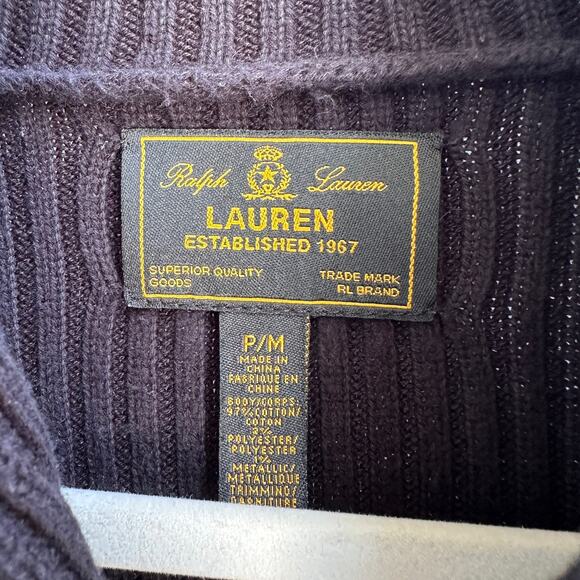 Ralph Lauren
LAUREN
ESTABLISHED 1967
SUPERIOR QUALITY TRADE MARK
GOODS RL BRAND
P/M
MADE IN
CHINA
FABRIQUE EN
CHINE
BODY/CORPS:
97% COTTON/
COTON
2%
POLYESTER/
POLYESTER
1%
METALLIC/
METALLIQUE
TRIMMING/
GARNITURE